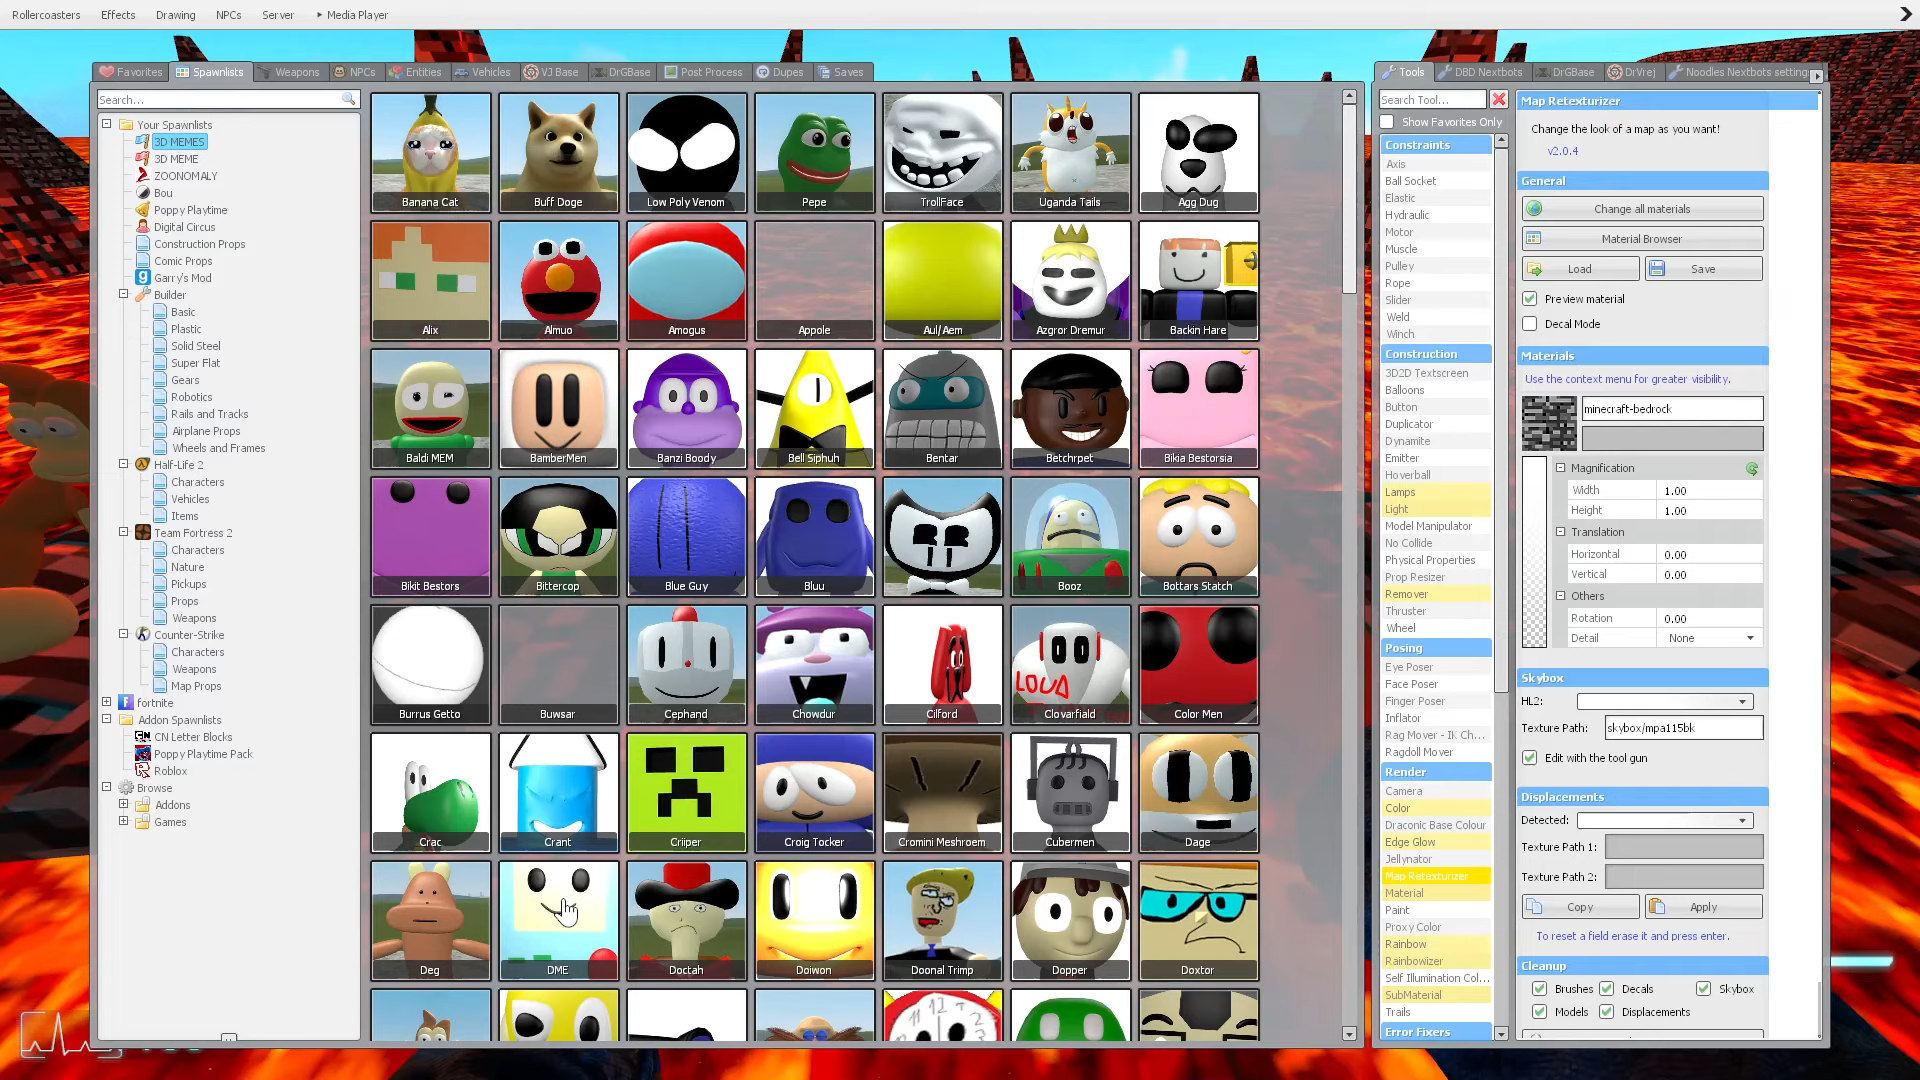 Rollercoasters Effects Drawing NPCs Server Media Player
Favorites Spawnlists Weapons NPCs Entities Vehicles VJ Base DrGBase Post Process Dupes Saves
Search...
Your Spawnlists
3D MEMES
3D MEME
ZOONOMALY
Bou
Poppy Playtime
Digital Circus
Construction Props
Comic Props
Garry's Mod
Builder
Basic
Plastic
Solid Steel
Super Flat
Gears
Robotics
Rails and Tracks
Airplane Props
Wheels and Frames
Half-Life 2
Characters
Vehicles
Items
Team Fortress 2
Characters
Nature
Pickups
Props
Weapons
Counter-Strike
Characters
Weapons
Map Props
fortnite
Addon Spawnlists
CN Letter Blocks
Poppy Playtime Pack
Roblox
Browse
Addons
Games
Banana Cat Buff Doge Low Poly Venom Pepe TrollFace Uganda Tails Agg Dug
Alix Almuo Amogus Appole Aul/Aem Azgror Dremur Backin Hare
Baldi MEM BamberMen Banzi Boody Bell Siphuh Bentar Betchrpet Bikia Bestorsia
Bikit Bestors Bittercop Blue Guy Bluu Booz Bottars Statch
LOUD
Burrus Getto Buwsar Cephand Chowdur Cilford Clovarfiald Color Men
Crac Crant Criiper Croig Tocker Cromini Meshroem Cubermen Dage
Deg DME Doctah Doiwon Doonal Trimp Dopper Doxtor
Tools DBD Nextbots DrGBase DrVrej Noodles Nextbots setting
Search Tool...
Show Favorites Only
Constraints
Axis
Ball Socket
Elastic
Hydraulic
Motor
Muscle
Pulley
Rope
Slider
Weld
Winch
Construction
3D2D Textscreen
Balloons
Button
Duplicator
Dynamite
Emitter
Hoverball
Lamps
Light
Model Manipulator
No Collide
Physical Properties
Prop Resizer
Remover
Thruster
Wheel
Posing
Eye Poser
Face Poser
Finger Poser
Inflator
Rag Mover - IK Ch...
Ragdoll Mover
Render
Camera
Color
Draconic Base Colour
Edge Glow
Jellynator
Map Retexturizer
Material
Paint
Proxy Color
Rainbow
Rainbowizer
Self Illumination Col...
SubMaterial
Trails
Error Fixers
Map Retexturizer
Change the look of a map as you want!
v2.0.4
General
Change all materials
Material Browser
Load Save
Preview material
Decal Mode
Materials
Use the context menu for greater visibility.
minecraft-bedrock
Magnification
Width 1.00
Height 1.00
Translation
Horizontal 0.00
Vertical 0.00
Others
Rotation 0.00
Detail None
Skybox
HL2:
Texture Path: skybox/mpa115bk
Edit with the tool gun
Displacements
Detected:
Texture Path 1:
Texture Path 2:
Copy Apply
To reset a field erase it and press enter.
Cleanup
Brushes Decals Skybox
Models Displacements